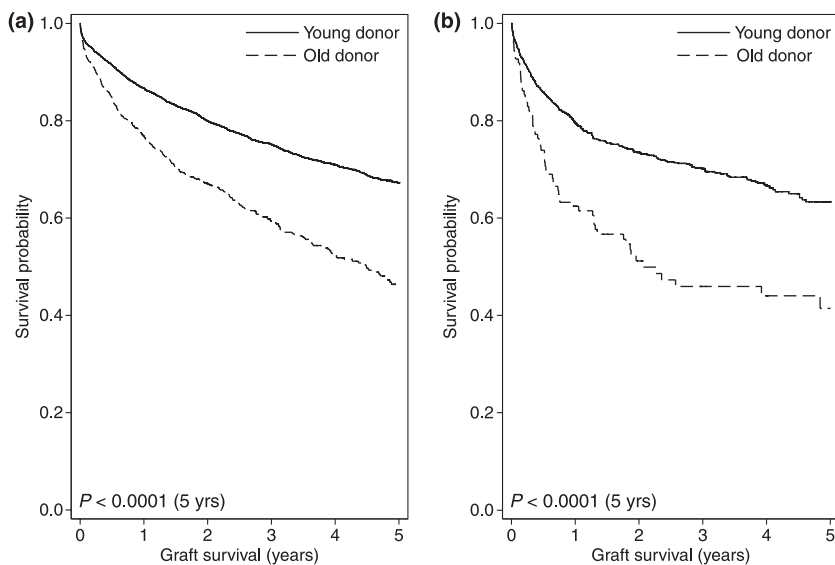 (a)
Young donor
Old donor
1.0
0.8
0.6
0.4
0.2
0.0
Survival probability
P < 0.0001 (5 yrs)
0 1 2 3 4 5
Graft survival (years)
(b)
Young donor
Old donor
1.0
0.8
0.6
0.4
0.2
0.0
Survival probability
P < 0.0001 (5 yrs)
0 1 2 3 4 5
Graft survival (years)